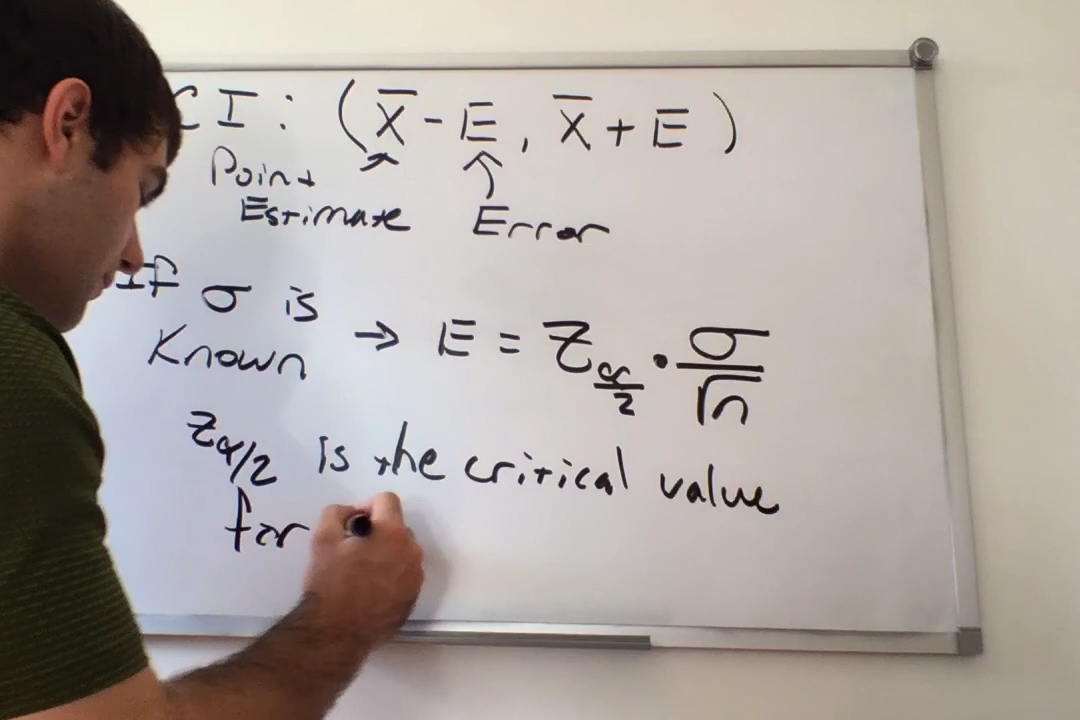 CI: (X̄ - E, X̄ + E)
Point
Estimate
Error
If σ is
Known
→ E = Zα/2 · σ/√n
zα/2 is the critical value
for